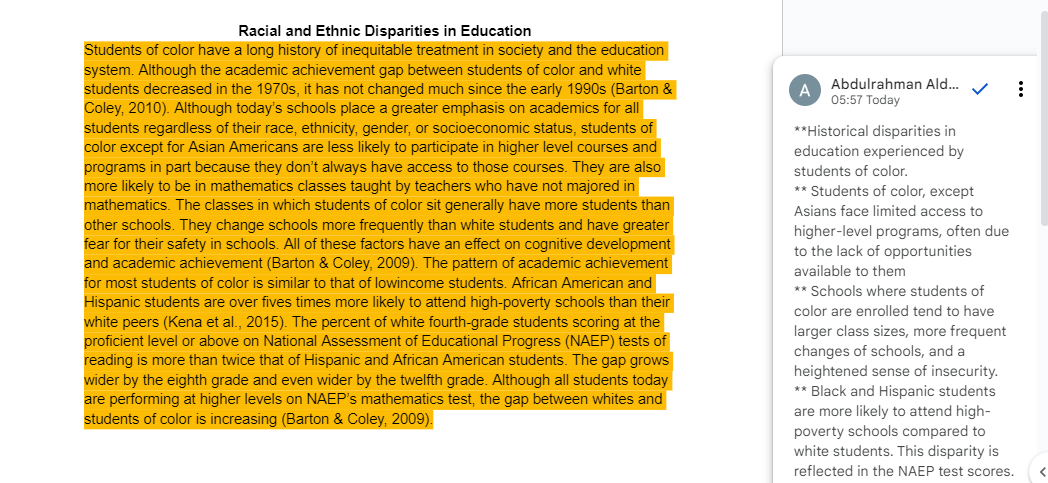 Racial and Ethnic Disparities in Education
Students of color have a long history of inequitable treatment in society and the education
system. Although the academic achievement gap between students of color and white
students decreased in the 1970s, it has not changed much since the early 1990s (Barton &
Coley, 2010). Although today’s schools place a greater emphasis on academics for all
students regardless of their race, ethnicity, gender, or socioeconomic status, students of
color except for Asian Americans are less likely to participate in higher level courses and
programs in part because they don’t always have access to those courses. They are also
more likely to be in mathematics classes taught by teachers who have not majored in
mathematics. The classes in which students of color sit generally have more students than
other schools. They change schools more frequently than white students and have greater
fear for their safety in schools. All of these factors have an effect on cognitive development
and academic achievement (Barton & Coley, 2009). The pattern of academic achievement
for most students of color is similar to that of lowincome students. African American and
Hispanic students are over fives times more likely to attend high-poverty schools than their
white peers (Kena et al., 2015). The percent of white fourth-grade students scoring at the
proficient level or above on National Assessment of Educational Progress (NAEP) tests of
reading is more than twice that of Hispanic and African American students. The gap grows
wider by the eighth grade and even wider by the twelfth grade. Although all students today
are performing at higher levels on NAEP’s mathematics test, the gap between whites and
students of color is increasing (Barton & Coley, 2009).
A
Abdulrahman Ald...
05:57 Today
**Historical disparities in
education experienced by
students of color.
** Students of color, except
Asians face limited access to
higher-level programs, often due
to the lack of opportunities
available to them
** Schools where students of
color are enrolled tend to have
larger class sizes, more frequent
changes of schools, and a
heightened sense of insecurity.
** Black and Hispanic students
are more likely to attend high-
poverty schools compared to
white students. This disparity is
reflected in the NAEP test scores.